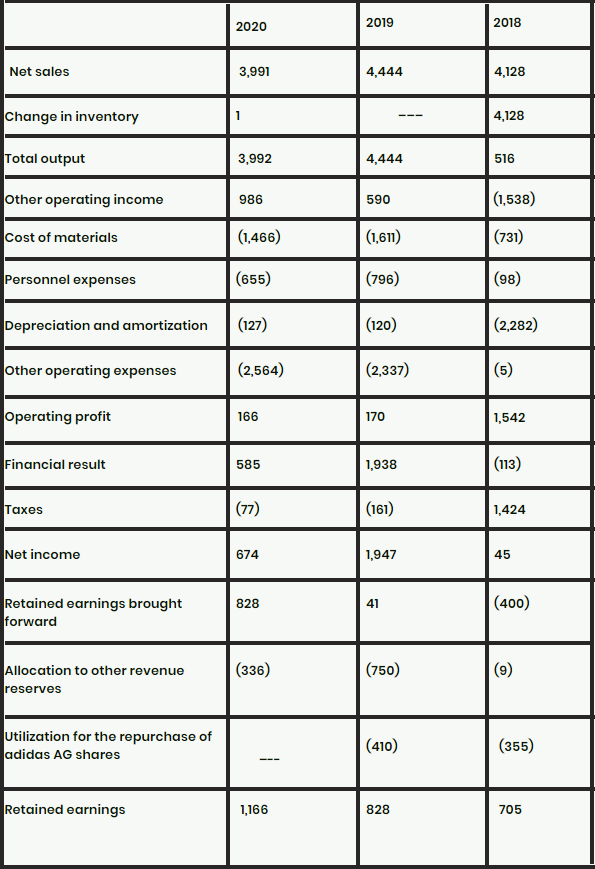 2020 2019 2018
Net sales 3,991 4,444 4,128
Change in inventory 1 --- 4,128
Total output 3,992 4,444 516
Other operating income 986 590 (1,538)
Cost of materials (1,466) (1,611) (731)
Personnel expenses (655) (796) (98)
Depreciation and amortization (127) (120) (2,282)
Other operating expenses (2,564) (2,337) (5)
Operating profit 166 170 1,542
Financial result 585 1,938 (113)
Taxes (77) (161) 1,424
Net income 674 1,947 45
Retained earnings brought 828 41 (400)
forward
Allocation to other revenue (336) (750) (9)
reserves
Utilization for the repurchase of (410) (355)
adidas AG shares ---
Retained earnings 1,166 828 705